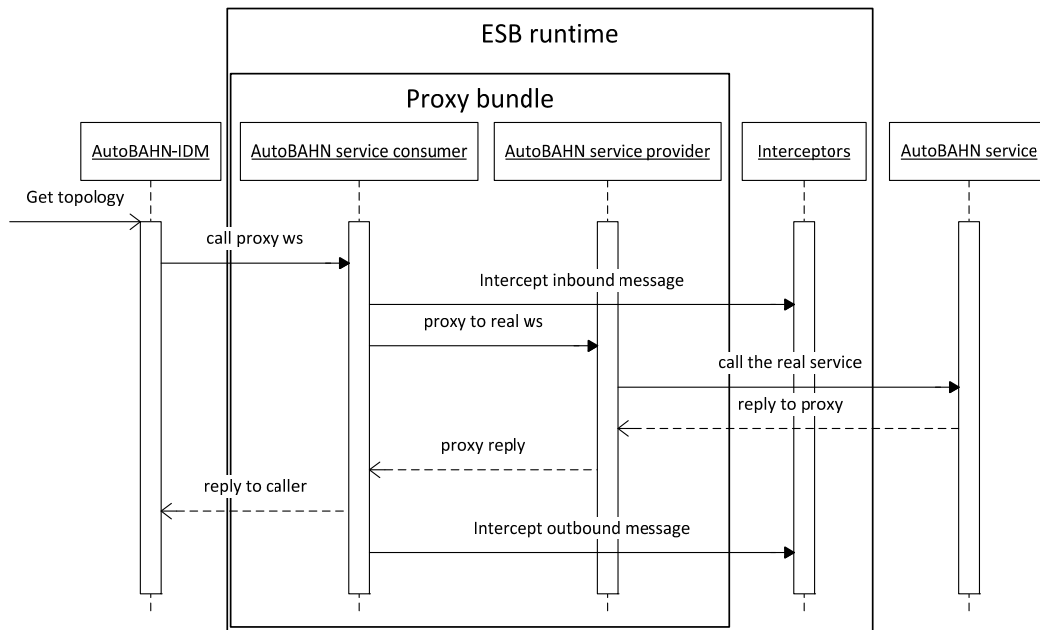 ESB runtime
Proxy bundle
AutoBAHN-IDM
AutoBAHN service consumer
AutoBAHN service provider
Interceptors
AutoBAHN service
Get topology
call proxy ws
Intercept inbound message
proxy to real ws
call the real service
reply to proxy
proxy reply
reply to caller
Intercept outbound message